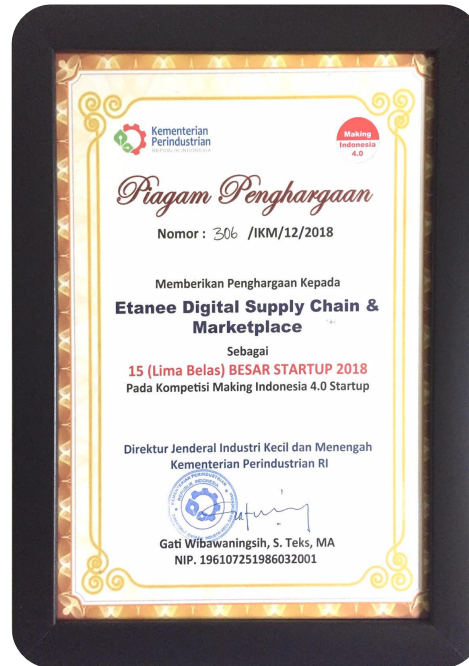 Kementerian
Perindustrian
REPUBLIK INDONESIA
Making
Indonesia
4.0
Piagam Penghargaan
Nomor : 306 /IKM/12/2018
Memberikan Penghargaan Kepada
Etanee Digital Supply Chain &
Marketplace
Sebagai
15 (Lima Belas) BESAR STARTUP 2018
Pada Kompetisi Making Indonesia 4.0 Startup
Direktur Jenderal Industri Kecil dan Menengah
Kementerian Perindustrian RI
Gati Wibawaningsih, S. Teks, MA
NIP. 196107251986032001